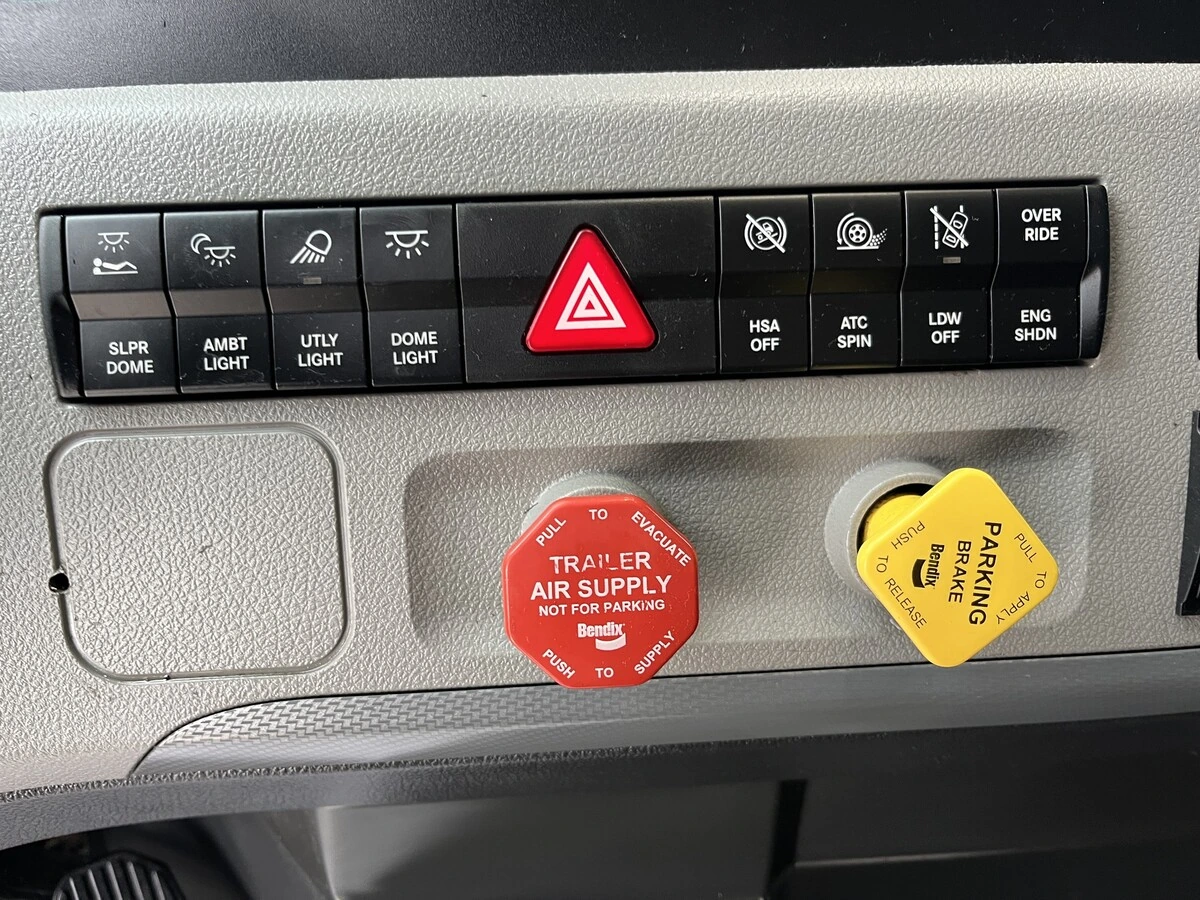 SLPR
DOME
AMBT
LIGHT
UTLY
LIGHT
DOME
LIGHT
HSA
OFF
ATC
SPIN
LDW
OFF
OVER
RIDE
ENG
SHDN
PULL TO EVACUATE
TRAILER
AIR SUPPLY
NOT FOR PARKING
Bendix
PUSH TO SUPPLY
PULL TO APPLY
PARKING
BRAKE
Bendix
PUSH TO RELEASE